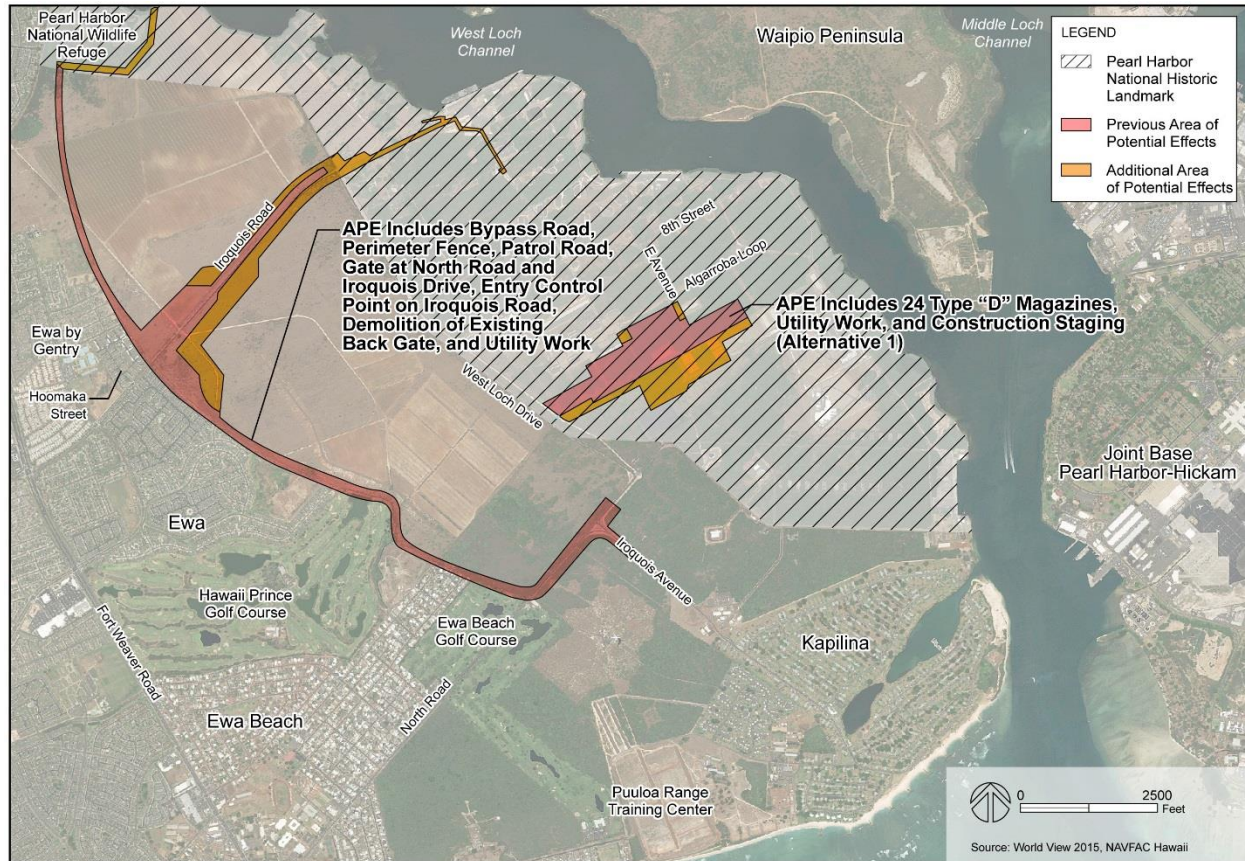 Pearl Harbor
National Wildlife
Refuge
West Loch
Channel
Waipio Peninsula
Middle Loch
Channel
LEGEND
Pearl Harbor
National Historic
Landmark
Previous Area of
Potential Effects
Additional Area
of Potential Effects
Iroquois Road
8th Street
E Avenue
Algarroba Loop
APE Includes Bypass Road,
Perimeter Fence, Patrol Road,
Gate at North Road and
Iroquois Drive, Entry Control
Point on Iroquois Road,
Demolition of Existing
Back Gate, and Utility Work
APE Includes 24 Type “D” Magazines,
Utility Work, and Construction Staging
(Alternative 1)
Ewa by
Gentry
Hoomaka
Street
West Loch Drive
Joint Base
Pearl Harbor-Hickam
Ewa
Iroquois Avenue
Hawaii Prince
Golf Course
Ewa Beach
Golf Course
Kapilina
Fort Weaver Road
North Road
Ewa Beach
Puuloa Range
Training Center
0 2500
Feet
Source: World View 2015, NAVFAC Hawaii